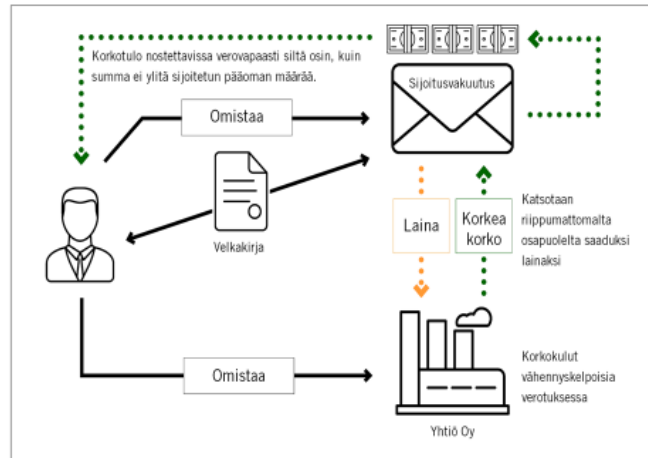 Korkotulo nostettavissa verovapaasti siltä osin, kuin
summa ei ylitä sijoitetun pääoman määrää.
Sijoitusvakuutus
Omistaa
Velkakirja
Laina
Korkea
korko
Katsotaan
riippumattomalta
osapuolelta saaduksi
lainaksi
Omistaa
Korkokulut
vähennyskelpoisia
verotuksessa
Yhtiö Oy